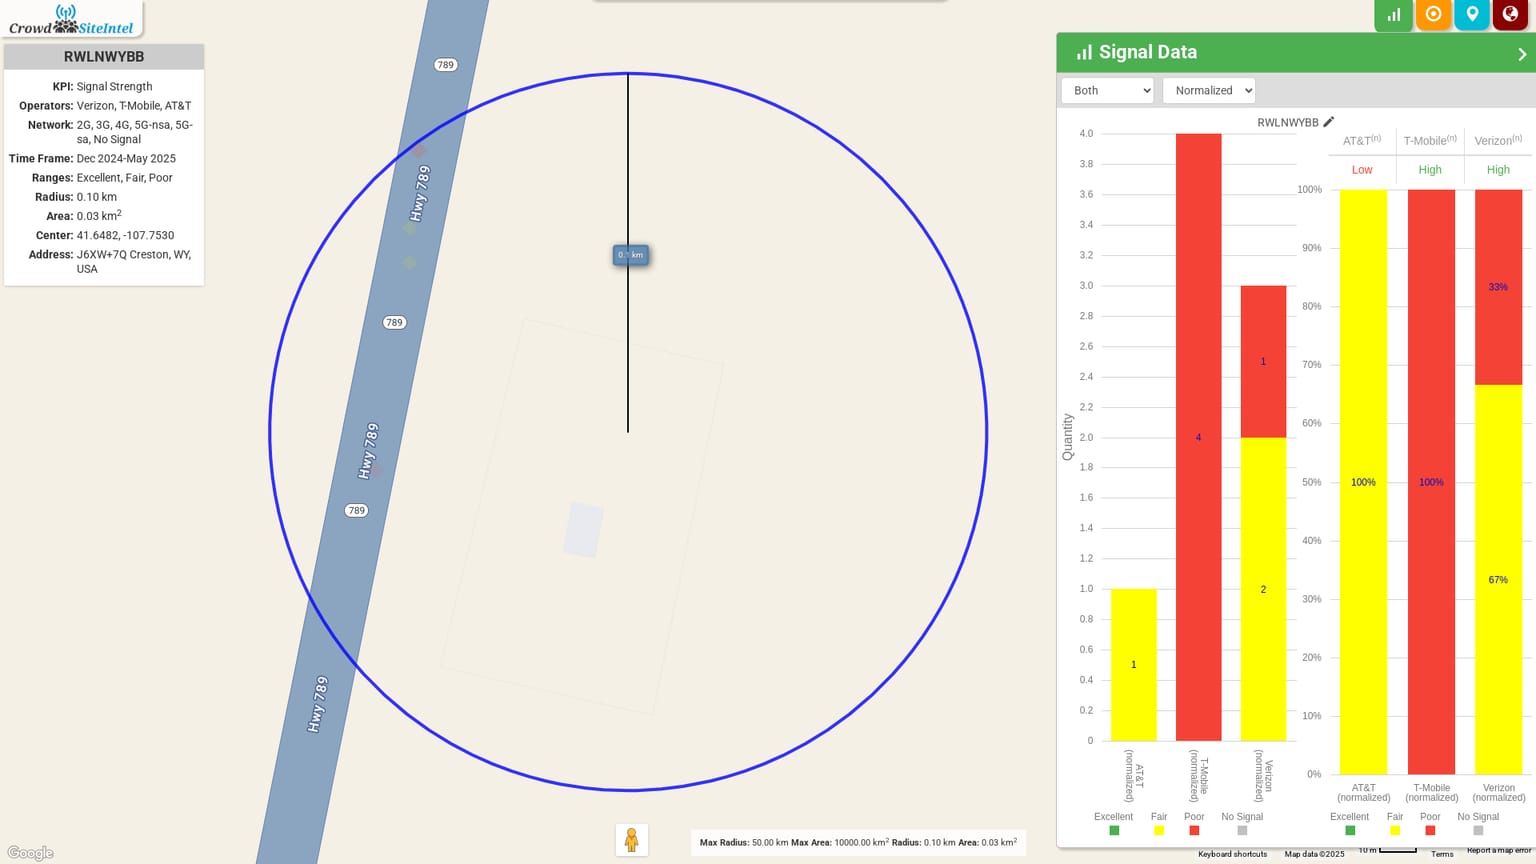 Crowd SiteIntel
RWLNWYBB
KPI: Signal Strength
Operators: Verizon, T-Mobile, AT&T
Network: 2G, 3G, 4G, 5G-nsa, 5G-
sa, No Signal
Time Frame: Dec 2024-May 2025
Ranges: Excellent, Fair, Poor
Radius: 0.10 km
Area: 0.03 km2
Center: 41.6482, -107.7530
Address: J6XW+7Q Creston, WY,
USA
789
Hwy 789
789
Hwy 789
789
Hwy 789
0.1 km
Google
Max Radius: 50.00 km Max Area: 10000.00 km2 Radius: 0.10 km Area: 0.03 km2
Signal Data
Both Normalized
RWLNWYBB
AT&T(n) T-Mobile(n) Verizon(n)
Low High High
Quantity
4.0
3.8
3.6
3.4
3.2
3.0
2.8
2.6
2.4
2.2
2.0
1.8
1.6
1.4
1.2
1.0
0.8
0.6
0.4
0.2
0
1
4
1
2
AT&T
(normalized)
T-Mobile
(normalized)
Verizon
(normalized)
Excellent Fair Poor No Signal
100%
90%
80%
70%
60%
50%
40%
30%
20%
10%
0%
100%
100%
33%
67%
AT&T
(normalized)
T-Mobile
(normalized)
Verizon
(normalized)
Excellent Fair Poor No Signal
Keyboard shortcuts Map data ©2025 10 m Terms Report a map error